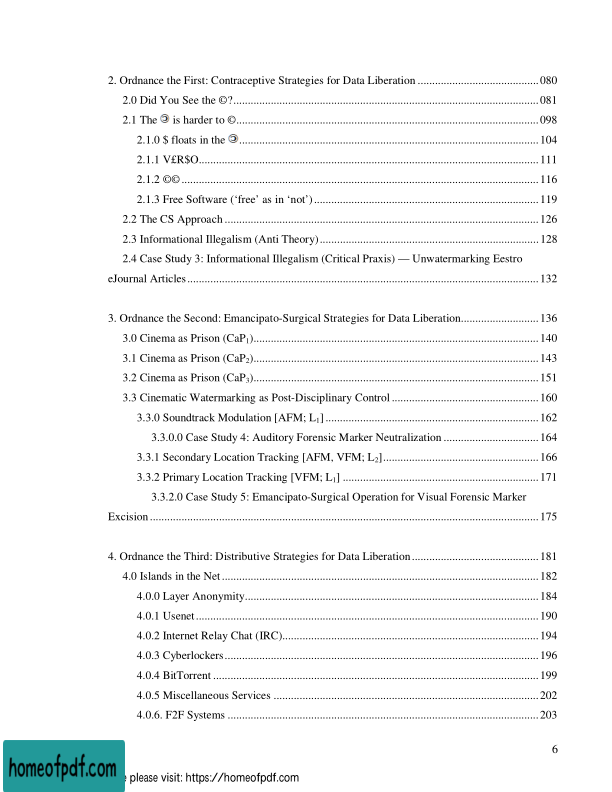 2. Ordnance the First: Contraceptive Strategies for Data Liberation ..........................................080
2.0 Did You See the ©?..........................................................................................................081
2.1 The is harder to ©.........................................................................................................098
2.1.0 $ floats in the ........................................................................................................ 104
2.1.1 V£R$O...................................................................................................................... 111
2.1.2 ©© ............................................................................................................................ 116
2.1.3 Free Software (‘free’ as in ‘not’) .............................................................................. 119
2.2 The CS Approach ............................................................................................................. 126
2.3 Informational Illegalism (Anti Theory)............................................................................ 128
2.4 Case Study 3: Informational Illegalism (Critical Praxis) — Unwatermarking Eestro
eJournal Articles .......................................................................................................................... 132
3. Ordnance the Second: Emancipato-Surgical Strategies for Data Liberation........................... 136
3.0 Cinema as Prison (CaP₁)................................................................................................... 140
3.1 Cinema as Prison (CaP₂)................................................................................................... 143
3.2 Cinema as Prison (CaP₃)................................................................................................... 151
3.3 Cinematic Watermarking as Post-Disciplinary Control ................................................... 160
3.3.0 Soundtrack Modulation [AFM; L₁] .......................................................................... 162
3.3.0.0 Case Study 4: Auditory Forensic Marker Neutralization ................................. 164
3.3.1 Secondary Location Tracking [AFM, VFM; L₂]...................................................... 166
3.3.2 Primary Location Tracking [VFM; L₁] .................................................................... 171
3.3.2.0 Case Study 5: Emancipato-Surgical Operation for Visual Forensic Marker
Excision ........................................................................................................................................ 175
4. Ordnance the Third: Distributive Strategies for Data Liberation ............................................ 181
4.0 Islands in the Net .............................................................................................................. 182
4.0.0 Layer Anonymity...................................................................................................... 184
4.0.1 Usenet ....................................................................................................................... 190
4.0.2 Internet Relay Chat (IRC)......................................................................................... 194
4.0.3 Cyberlockers ............................................................................................................. 196
4.0.4 BitTorrent ................................................................................................................. 199
4.0.5 Miscellaneous Services ............................................................................................ 202
4.0.6. F2F Systems ............................................................................................................ 203
6
homeofpdf.com
please visit: https://homeofpdf.com